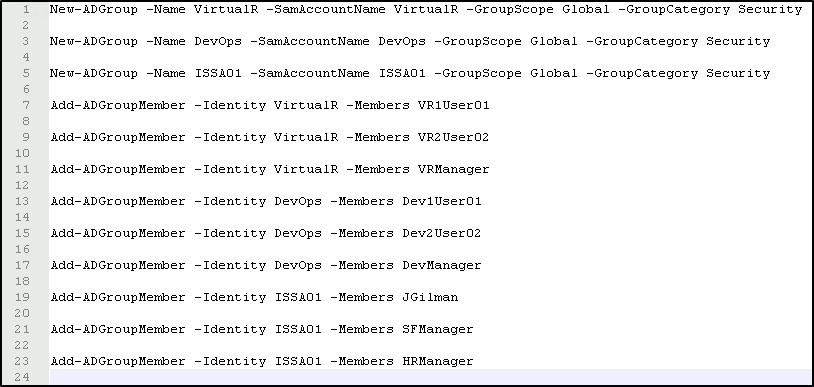 1 New-ADGroup -Name VirtualR -SamAccountName VirtualR -GroupScope Global -GroupCategory Security
2
3 New-ADGroup -Name DevOps -SamAccountName DevOps -GroupScope Global -GroupCategory Security
4
5 New-ADGroup -Name ISSA01 -SamAccountName ISSA01 -GroupScope Global -GroupCategory Security
6
7 Add-ADGroupMember -Identity VirtualR -Members VR1User01
8
9 Add-ADGroupMember -Identity VirtualR -Members VR2User02
10
11 Add-ADGroupMember -Identity VirtualR -Members VRManager
12
13 Add-ADGroupMember -Identity DevOps -Members Dev1User01
14
15 Add-ADGroupMember -Identity DevOps -Members Dev2User02
16
17 Add-ADGroupMember -Identity DevOps -Members DevManager
18
19 Add-ADGroupMember -Identity ISSA01 -Members JGilman
20
21 Add-ADGroupMember -Identity ISSA01 -Members SFManager
22
23 Add-ADGroupMember -Identity ISSA01 -Members HRManager
24